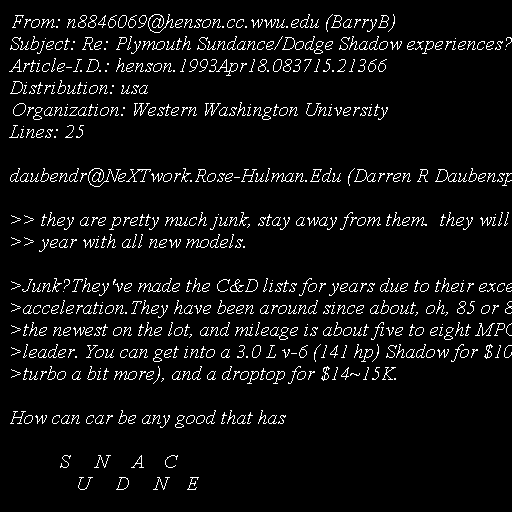 From: n8846069@henson.cc.wwu.edu (BarryB)
Subject: Re: Plymouth Sundance/Dodge Shadow experiences?
Article-I.D.: henson.1993Apr18.083715.21366
Distribution: usa
Organization: Western Washington University
Lines: 25
daubendr@NeXTwork.Rose-Hulman.Edu (Darren R Daubensp
>> they are pretty much junk, stay away from them.  they will
>> year with all new models.
>Junk?They've made the C&D lists for years due to their exce
>acceleration.They have been around since about, oh, 85 or 8
>the newest on the lot, and mileage is about five to eight MPG
>leader. You can get into a 3.0 L v-6 (141 hp) Shadow for $10
>turbo a bit more), and a droptop for $14~15K.
How can car be any good that has
S    N    A    C
U    D    N    E